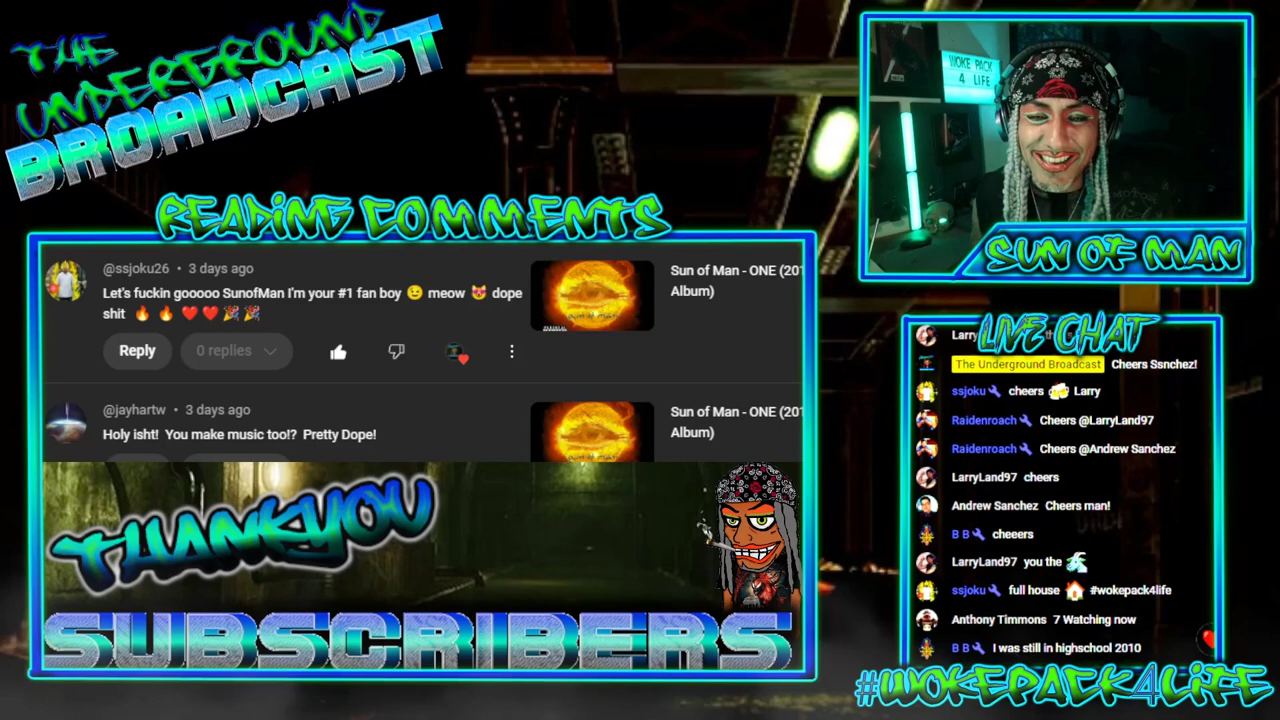 THE
UNDERGROUND
BROADCAST
WOKE PACK
4 LIFE
SUN OF MAN
READING COMMENTS
@ssjoku26 • 3 days ago
Let's fuckin gooooo SunofMan I'm your #1 fan boy 😉 meow 😻 dope
shit 🔥 🔥 ❤️❤️🎉🎉
Reply 0 replies
Sun of Man - ONE (201
Album)
@jayhartw • 3 days ago
Holy isht! You make music too!? Pretty Dope!
Sun of Man - ONE (201
Album)
THANKYOU
SUBSCRIBERS
LIVE CHAT
Larry
The Underground Broadcast Cheers Ssnchez!
ssjoku cheers 🍻 Larry
Raidenroach Cheers @LarryLand97
Raidenroach Cheers @Andrew Sanchez
LarryLand97 cheers
Andrew Sanchez Cheers man!
B B cheeers
LarryLand97 you the 🐐
ssjoku full house 🏠 #wokepack4life
Anthony Timmons 7 Watching now
B B I was still in highschool 2010
#WOKEPACK4LIFE